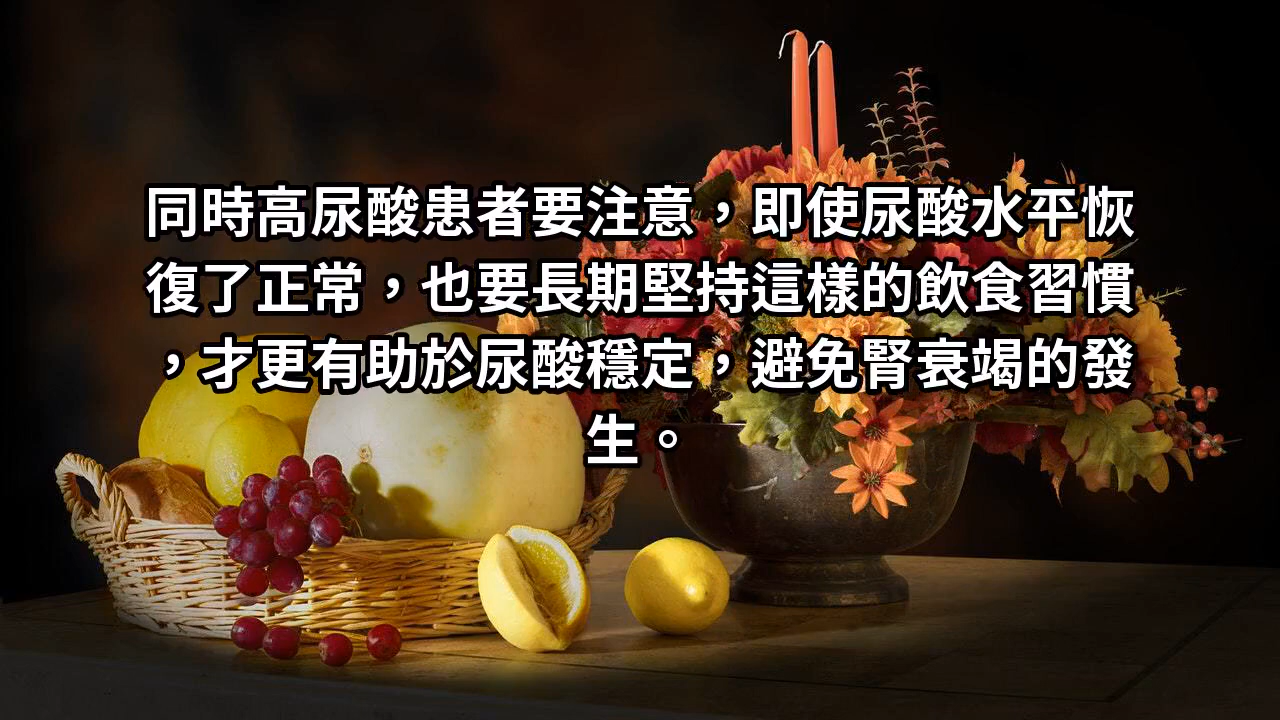 同時高尿酸患者要注意，即使尿酸水平恢
復了正常，也要長期堅持這樣的飲食習慣
，才更有助於尿酸穩定，避免腎衰竭的發
生。